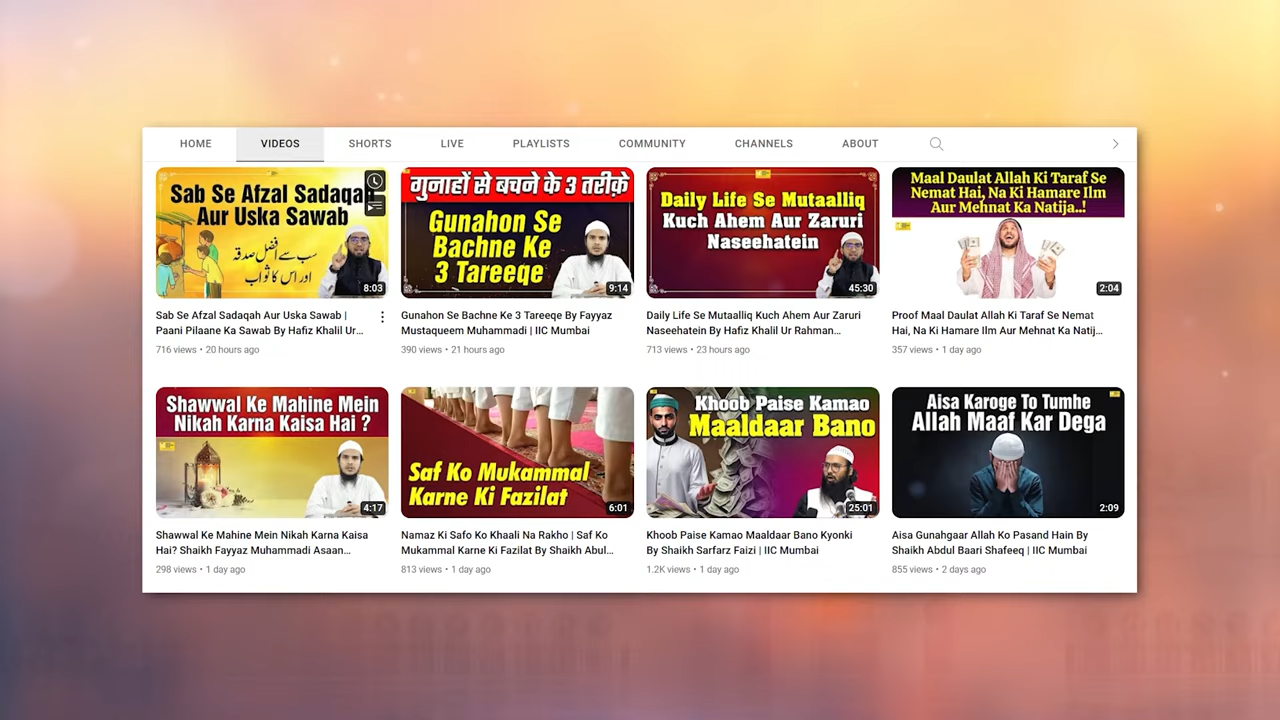 HOME VIDEOS SHORTS LIVE PLAYLISTS COMMUNITY CHANNELS ABOUT
Sab Se Afzal Sadaqah
Aur Uska Sawab
سب سے افضل صدقہ
اور اس کا ثواب
8:03
गुनाहों से बचने के 3 तरीक़े
Gunahon Se
Bachne Ke
3 Tareeqe
9:14
Daily Life Se Mutaalliq
Kuch Ahem Aur Zaruri
Naseehatein
45:30
Maal Daulat Allah Ki Taraf Se
Nemat Hai, Na Ki Hamare Ilm
Aur Mehnat Ka Natija..!
2:04
Sab Se Afzal Sadaqah Aur Uska Sawab |
Paani Pilaane Ka Sawab By Hafiz Khalil Ur...
716 views • 20 hours ago
Gunahon Se Bachne Ke 3 Tareeqe By Fayyaz
Mustaqueem Muhammadi | IIC Mumbai
390 views • 21 hours ago
Daily Life Se Mutaalliq Kuch Ahem Aur Zaruri
Naseehatein By Hafiz Khalil Ur Rahman...
713 views • 23 hours ago
Proof Maal Daulat Allah Ki Taraf Se Nemat
Hai, Na Ki Hamare Ilm Aur Mehnat Ka Natij...
357 views • 1 day ago
Shawwal Ke Mahine Mein
Nikah Karna Kaisa Hai ?
4:17
Saf Ko Mukammal
Karne Ki Fazilat
6:01
Khoob Paise Kamao
Maaldaar Bano
25:01
Aisa Karoge To Tumhe
Allah Maaf Kar Dega
2:09
Shawwal Ke Mahine Mein Nikah Karna Kaisa
Hai? Shaikh Fayyaz Muhammadi Asaan...
298 views • 1 day ago
Namaz Ki Safo Ko Khaali Na Rakho | Saf Ko
Mukammal Karne Ki Fazilat By Shaikh Abul...
813 views • 1 day ago
Khoob Paise Kamao Maaldaar Bano Kyonki
By Shaikh Sarfarz Faizi | IIC Mumbai
1.2K views • 1 day ago
Aisa Gunahgaar Allah Ko Pasand Hain By
Shaikh Abdul Baari Shafeeq | IIC Mumbai
855 views • 2 days ago